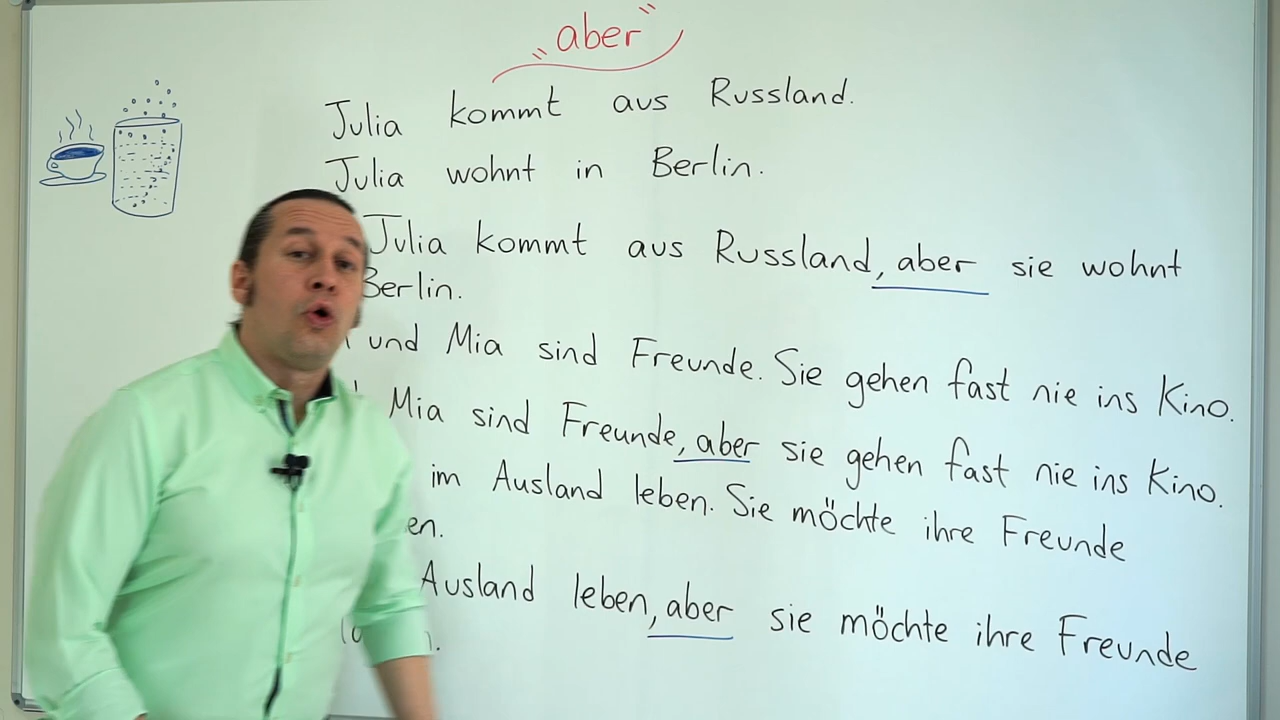 „aber”
Julia kommt aus Russland.
Julia wohnt in Berlin.
Julia kommt aus Russland, aber sie wohnt
Berlin.
und Mia sind Freunde. Sie gehen fast nie ins Kino.
Mia sind Freunde, aber sie gehen fast nie ins Kino.
im Ausland leben. Sie möchte ihre Freunde
en.
Ausland leben, aber sie möchte ihre Freunde